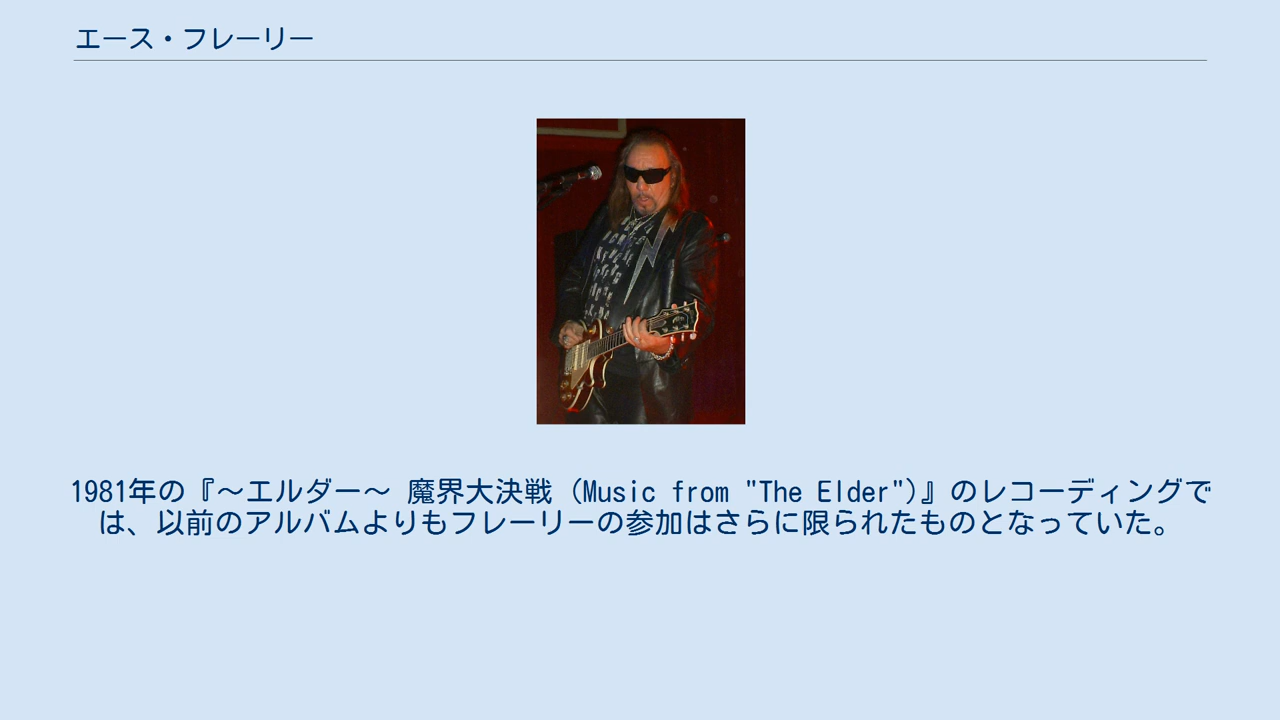 エース・フレーリー
1981年の『～エルダー～ 魔界大決戦 (Music from "The Elder")』のレコーディングで
は、以前のアルバムよりもフレーリーの参加はさらに限られたものとなっていた。